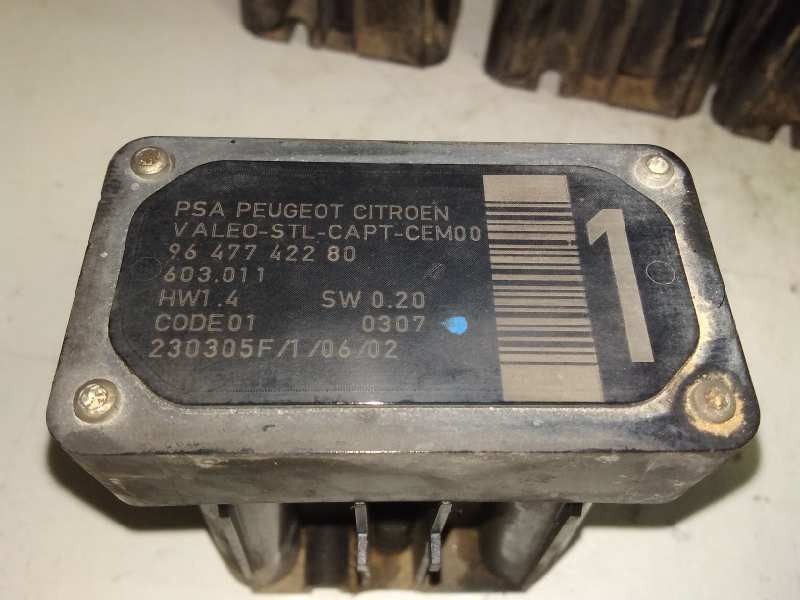 PSA PEUGEOT CITROEN
VALEO-STL-CAPT-CEM00
96 477 422 80
603.011
HW1.4 SW 0.20
CODE01 0307
230305F/1/06/02
1